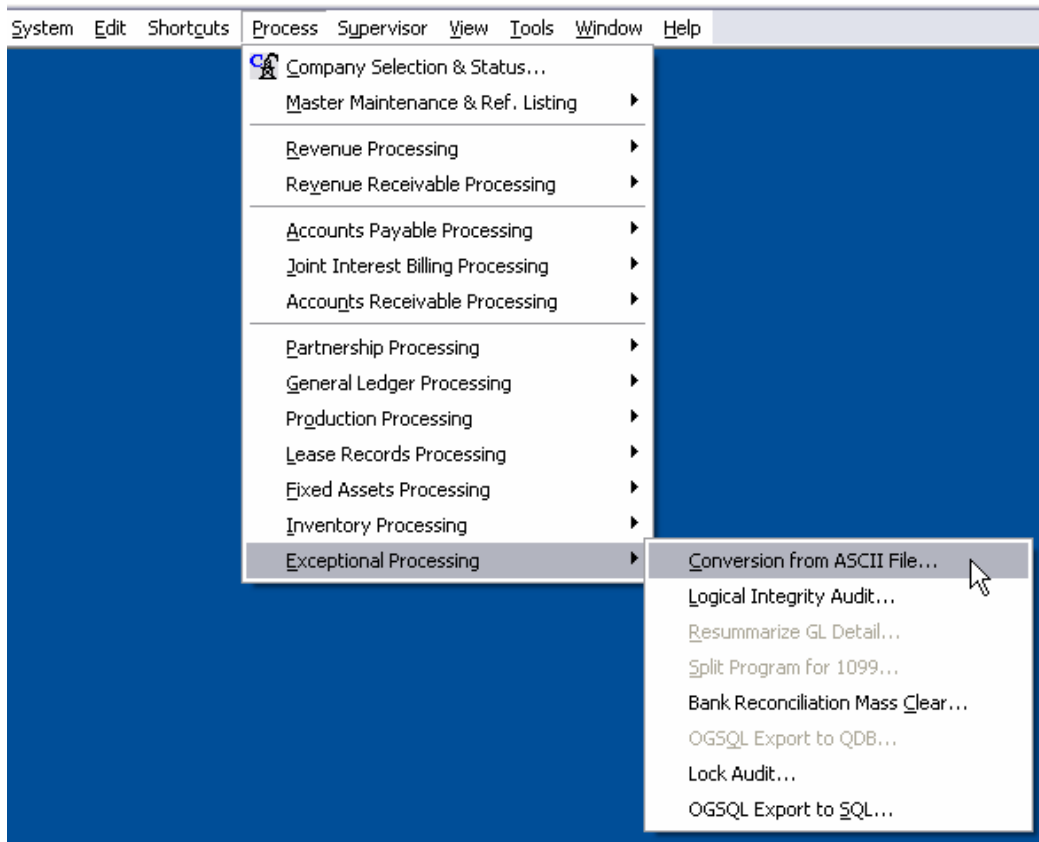 System Edit Shortcuts Process Supervisor View Tools Window Help
Company Selection & Status...
Master Maintenance & Ref. Listing
Revenue Processing
Revenue Receivable Processing
Accounts Payable Processing
Joint Interest Billing Processing
Accounts Receivable Processing
Partnership Processing
General Ledger Processing
Production Processing
Lease Records Processing
Fixed Assets Processing
Inventory Processing
Exceptional Processing
Conversion from ASCII File...
Logical Integrity Audit...
Resummarize GL Detail...
Split Program for 1099...
Bank Reconciliation Mass Clear...
OGSQL Export to QDB...
Lock Audit...
OGSQL Export to SQL...